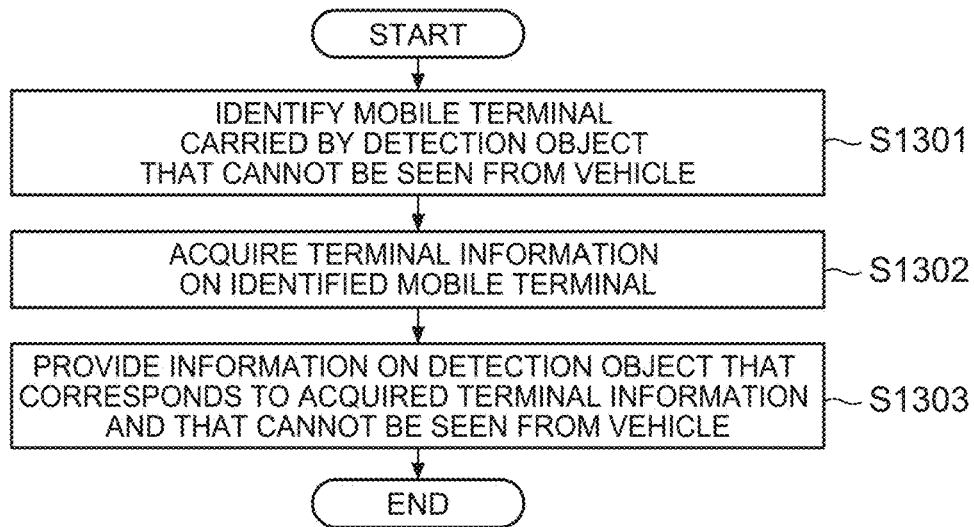 START
IDENTIFY MOBILE TERMINAL
CARRIED BY DETECTION OBJECT
THAT CANNOT BE SEEN FROM VEHICLE
S1301
ACQUIRE TERMINAL INFORMATION
ON IDENTIFIED MOBILE TERMINAL
S1302
PROVIDE INFORMATION ON DETECTION OBJECT THAT
CORRESPONDS TO ACQUIRED TERMINAL INFORMATION
AND THAT CANNOT BE SEEN FROM VEHICLE
S1303
END